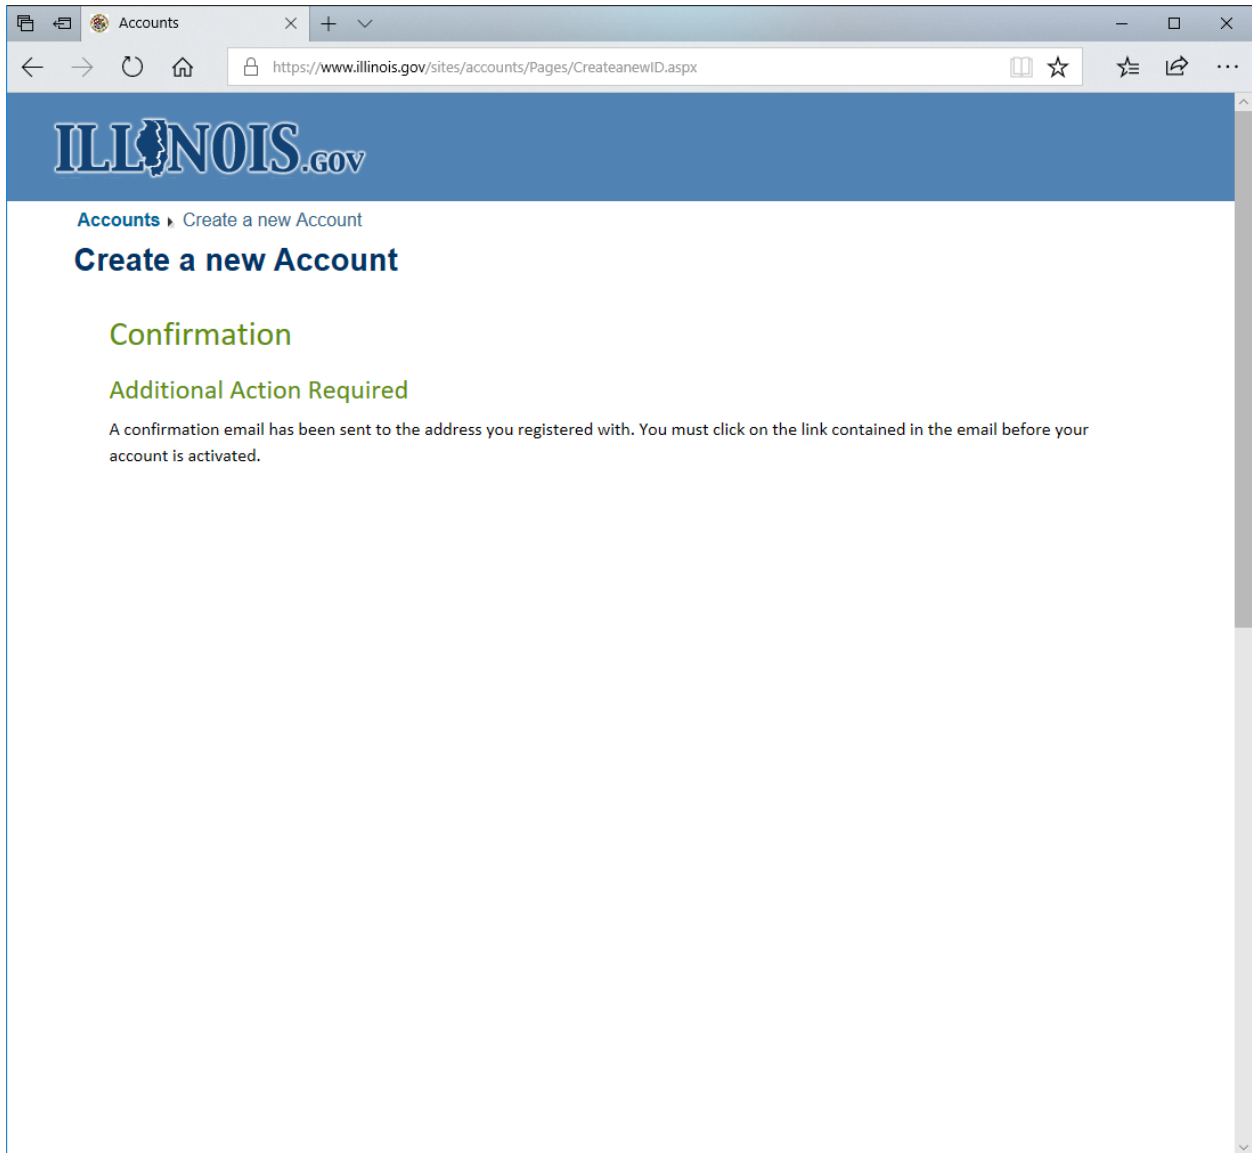 Accounts
https://www.illinois.gov/sites/accounts/Pages/CreateanewID.aspx
ILLINOIS.GOV
Accounts Create a new Account
Create a new Account
Confirmation
Additional Action Required
A confirmation email has been sent to the address you registered with. You must click on the link contained in the email before your
account is activated.